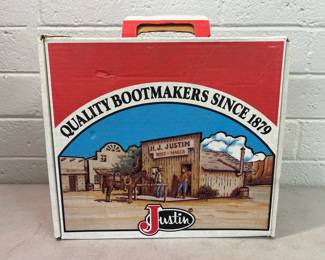 QUALITY BOOTMAKERS SINCE 1879
H.J. JUSTIN
BOOT - MAKER
Justin